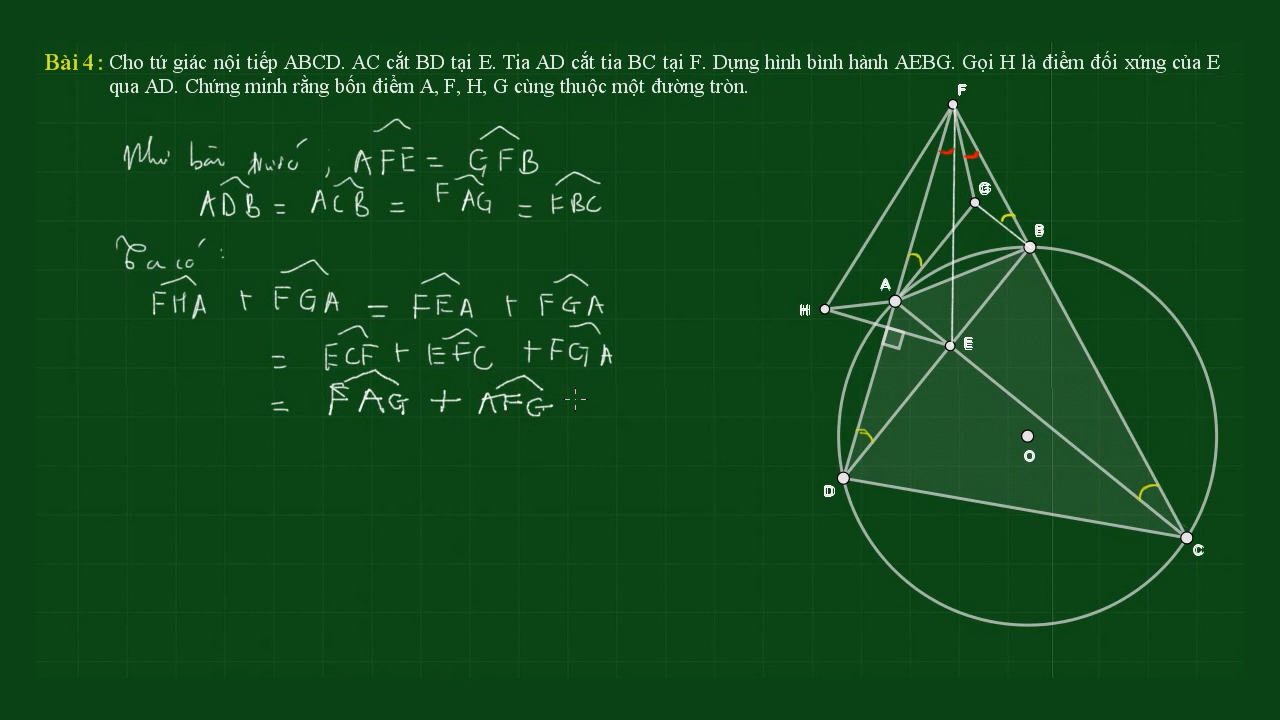 Bài 4 : Cho tứ giác nội tiếp ABCD. AC cắt BD tại E. Tia AD cắt tia BC tại F. Dựng hình bình hành AEBG. Gọi H là điểm đối xứng của E
qua AD. Chứng minh rằng bốn điểm A, F, H, G cùng thuộc một đường tròn.
Như bài trước ; AFE = GFB
ADB = ACB = FAG = FBC
Ta có :
FHA + FGA = FEA + FGA
= ECF + EFC + FGA
= FAG + AFG
F
G
B
A
H
E
O
D
C